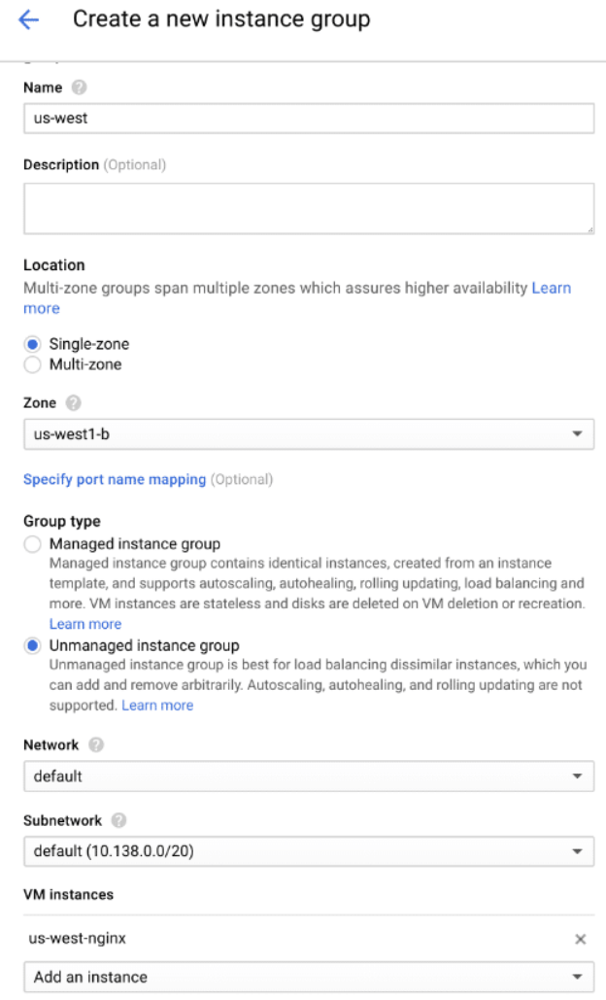 Create a new instance group
Name
us-west
Description (Optional)
Location
Multi-zone groups span multiple zones which assures higher availability Learn
more
Single-zone
Multi-zone
Zone
us-west1-b
Specify port name mapping (Optional)
Group type
Managed instance group
Managed instance group contains identical instances, created from an instance
template, and supports autoscaling, autohealing, rolling updating, load balancing and
more. VM instances are stateless and disks are deleted on VM deletion or recreation.
Learn more
Unmanaged instance group
Unmanaged instance group is best for load balancing dissimilar instances, which you
can add and remove arbitrarily. Autoscaling, autohealing, and rolling updating are not
supported. Learn more
Network
default
Subnetwork
default (10.138.0.0/20)
VM instances
us-west-nginx
Add an instance